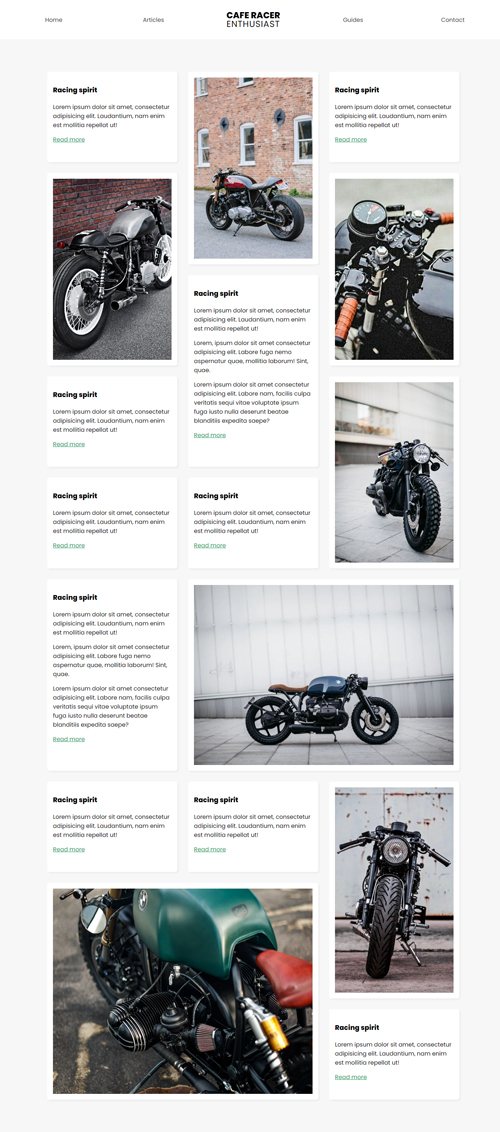 Home
Articles
CAFE RACER
ENTHUSIAST
Guides
Contact
Racing spirit
Lorem ipsum dolor sit amet, consectetur
adipisicing elit. Laudantium, nam enim
est mollitia repellat ut!
Read more
Racing spirit
Lorem ipsum dolor sit amet, consectetur
adipisicing elit. Laudantium, nam enim
est mollitia repellat ut!
Read more
Racing spirit
Lorem ipsum dolor sit amet, consectetur
adipisicing elit. Laudantium, nam enim
est mollitia repellat ut!
Lorem, ipsum dolor sit amet consectetur
adipisicing elit. Labore fuga nemo
aspernatur quae, mollitia laborum! Sint,
quae.
Lorem ipsum dolor sit amet consectetur
adipisicing elit. Labore nam, facilis culpa
veritatis sequi vitae voluptate ipsum
fuga iusto nulla deserunt beatae
blanditiis expedita saepe?
Read more
Racing spirit
Lorem ipsum dolor sit amet, consectetur
adipisicing elit. Laudantium, nam enim
est mollitia repellat ut!
Read more
Racing spirit
Lorem ipsum dolor sit amet, consectetur
adipisicing elit. Laudantium, nam enim
est mollitia repellat ut!
Read more
Racing spirit
Lorem ipsum dolor sit amet, consectetur
adipisicing elit. Laudantium, nam enim
est mollitia repellat ut!
Read more
Racing spirit
Lorem ipsum dolor sit amet, consectetur
adipisicing elit. Laudantium, nam enim
est mollitia repellat ut!
Lorem, ipsum dolor sit amet consectetur
adipisicing elit. Labore fuga nemo
aspernatur quae, mollitia laborum! Sint,
quae.
Lorem ipsum dolor sit amet consectetur
adipisicing elit. Labore nam, facilis culpa
veritatis sequi vitae voluptate ipsum
fuga iusto nulla deserunt beatae
blanditiis expedita saepe?
Read more
Racing spirit
Lorem ipsum dolor sit amet, consectetur
adipisicing elit. Laudantium, nam enim
est mollitia repellat ut!
Read more
Racing spirit
Lorem ipsum dolor sit amet, consectetur
adipisicing elit. Laudantium, nam enim
est mollitia repellat ut!
Read more
Racing spirit
Lorem ipsum dolor sit amet, consectetur
adipisicing elit. Laudantium, nam enim
est mollitia repellat ut!
Read more